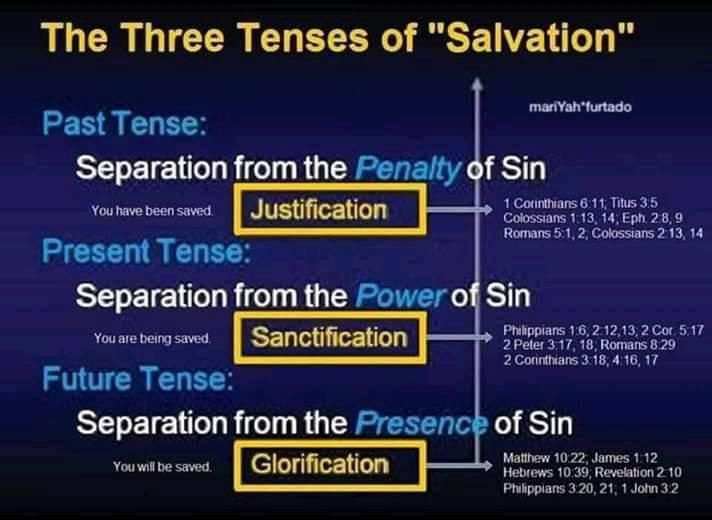 The Three Tenses of "Salvation"
mariYah*furtado
Past Tense:
Separation from the Penalty of Sin
You have been saved.
Justification
1 Corinthians 6:11; Titus 3:5
Colossians 1:13, 14; Eph. 2:8, 9
Romans 5:1, 2; Colossians 2:13, 14
Present Tense:
Separation from the Power of Sin
You are being saved.
Sanctification
Philippians 1:6, 2:12,13; 2 Cor. 5:17
2 Peter 3:17, 18; Romans 8:29
2 Corinthians 3:18; 4:16, 17
Future Tense:
Separation from the Presence of Sin
You will be saved.
Glorification
Matthew 10:22; James 1:12
Hebrews 10:39; Revelation 2:10
Philippians 3:20, 21; 1 John 3:2